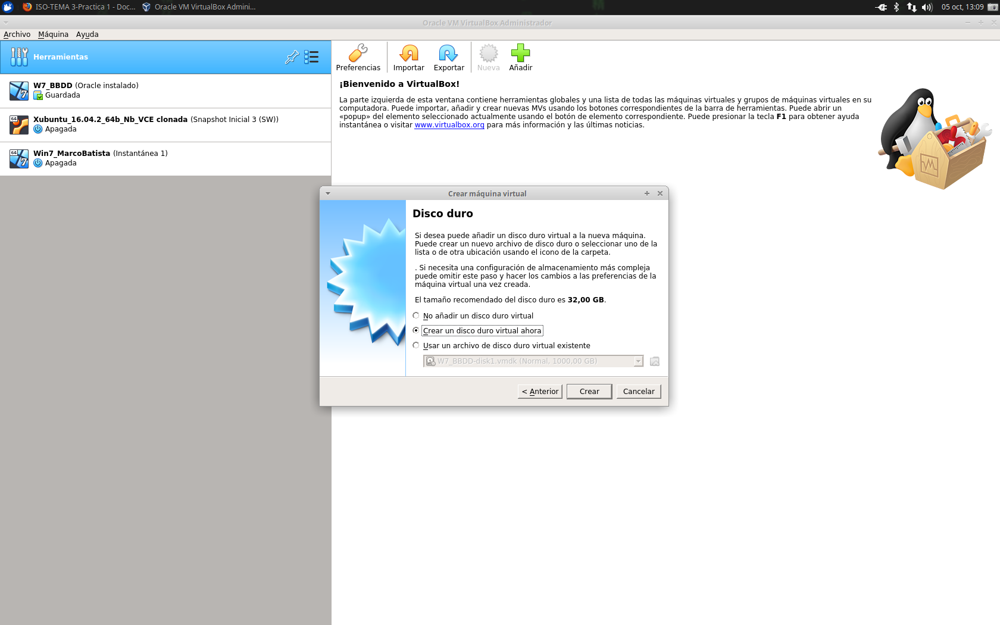 ISO-TEMA 3-Practica 1 - Doc...
Oracle VM VirtualBox Admini...
05 oct, 13:09
Oracle VM VirtualBox Administrador
Archivo Máquina Ayuda
Herramientas
W7_BBDD (Oracle instalado)
Guardada
64
Xubuntu_16.04.2_64b_Nb_VCE clonada (Snapshot Inicial 3 (SW))
Apagada
64
Win7_MarcoBatista (Instantánea 1)
Apagada
Preferencias
Importar
Exportar
Nueva
Añadir
¡Bienvenido a VirtualBox!
La parte izquierda de esta ventana contiene herramientas globales y una lista de todas las máquinas virtuales y grupos de máquinas virtuales en su
computadora. Puede importar, añadir y crear nuevas MVs usando los botones correspondientes de la barra de herramientas. Puede abrir un
«popup» del elemento seleccionado actualmente usando el botón de elemento correspondiente. Puede presionar la tecla F1 para obtener ayuda
instantánea o visitar www.virtualbox.org para más información y las últimas noticias.
Crear máquina virtual
Disco duro
Si desea puede añadir un disco duro virtual a la nueva máquina.
Puede crear un nuevo archivo de disco duro o seleccionar uno de la
lista o de otra ubicación usando el icono de la carpeta.
. Si necesita una configuración de almacenamiento más compleja
puede omitir este paso y hacer los cambios a las preferencias de la
máquina virtual una vez creada.
El tamaño recomendado del disco duro es 32,00 GB.
No añadir un disco duro virtual
Crear un disco duro virtual ahora
Usar un archivo de disco duro virtual existente
W7_BBDD-disk1.vmdk (Normal, 1000,00 GB)
< Anterior
Crear
Cancelar